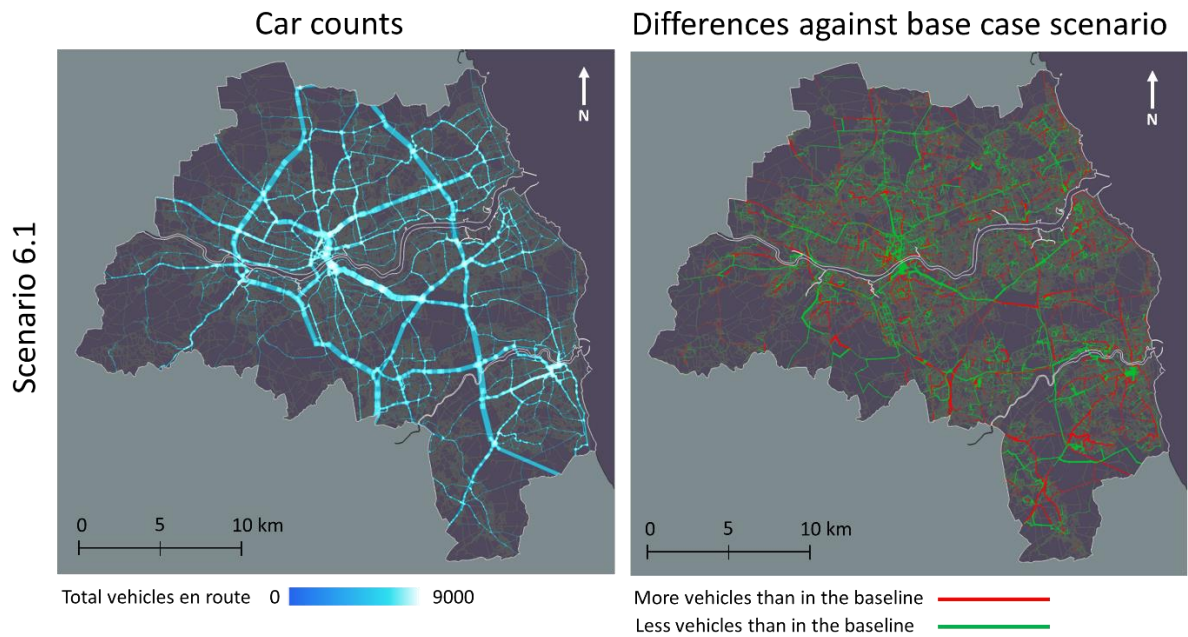 Car counts
Differences against base case scenario
Scenario 6.1
N
N
0 5 10 km
0 5 10 km
Total vehicles en route 0 9000
More vehicles than in the baseline
Less vehicles than in the baseline